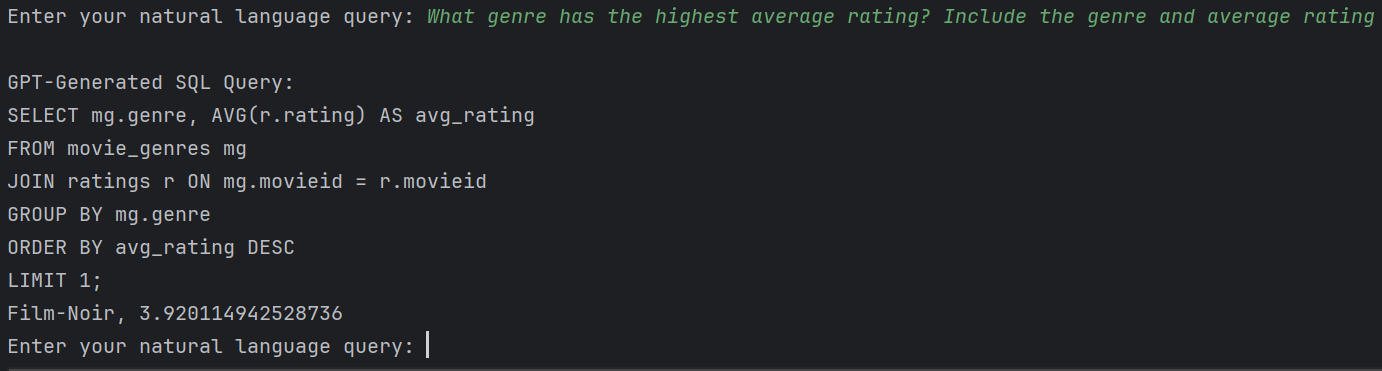 Enter your natural language query: What genre has the highest average rating? Include the genre and average rating
GPT-Generated SQL Query:
SELECT mg.genre, AVG(r.rating) AS avg_rating
FROM movie_genres mg
JOIN ratings r ON mg.movieid = r.movieid
GROUP BY mg.genre
ORDER BY avg_rating DESC
LIMIT 1;
Film-Noir, 3.920114942528736
Enter your natural language query: